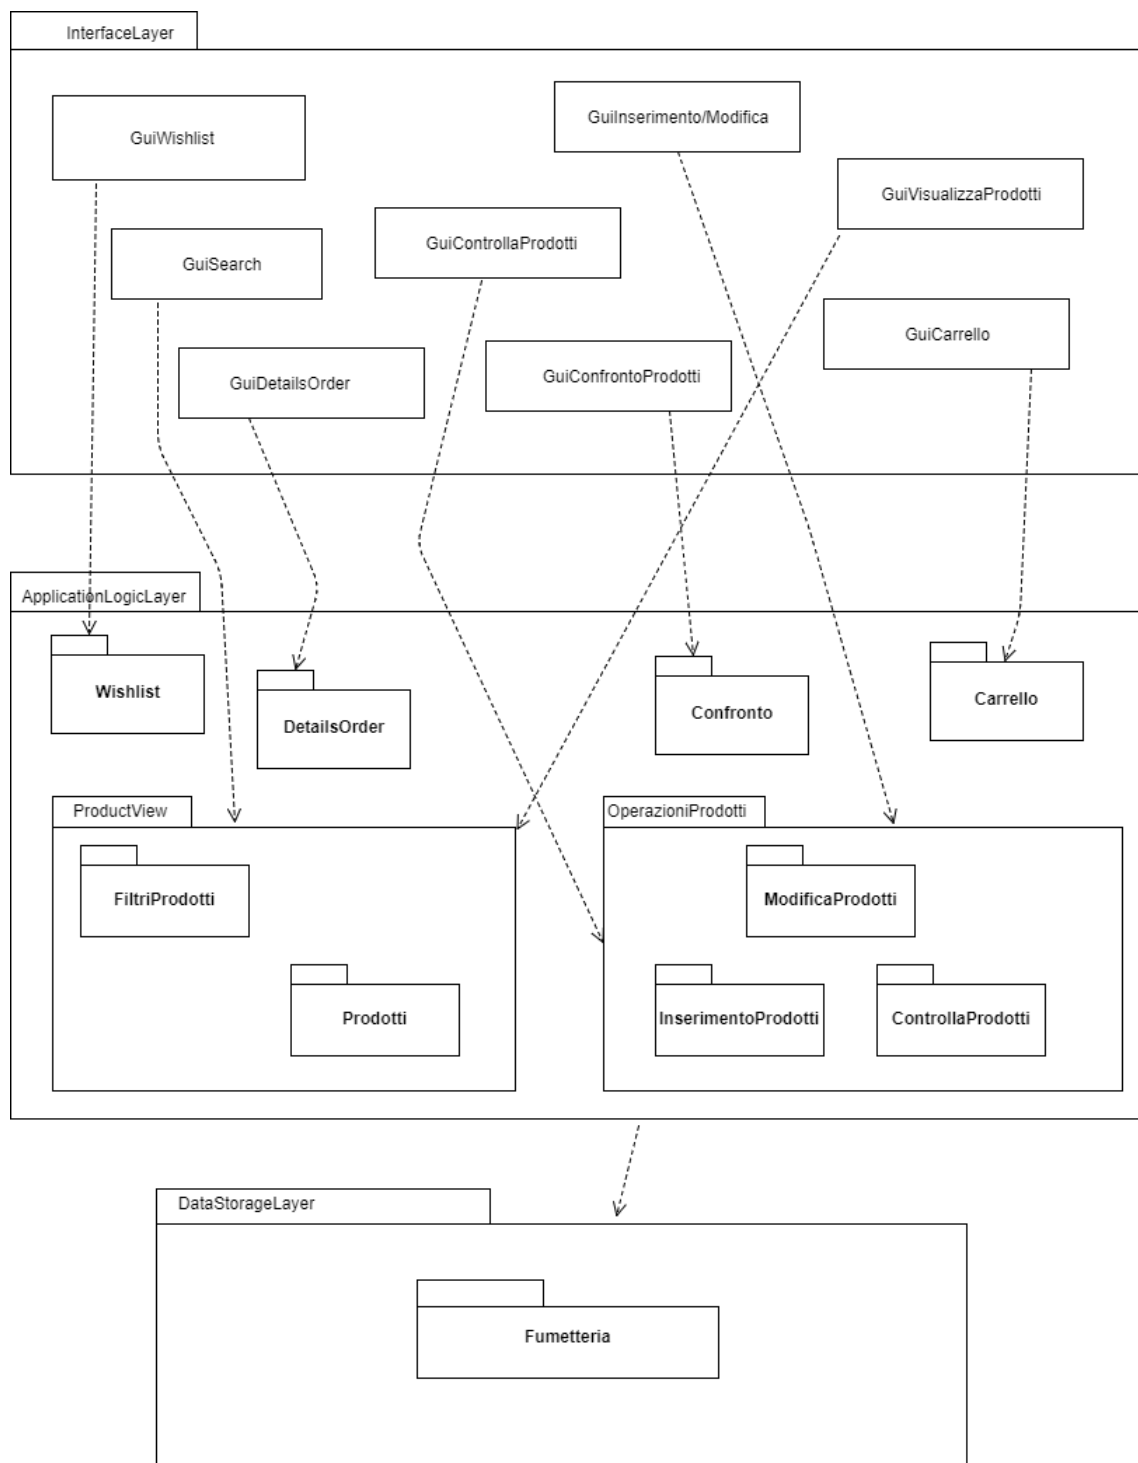 InterfaceLayer
GuiWishlist
GuiInserimento/Modifica
GuiVisualizzaProdotti
GuiControllaProdotti
GuiSearch
GuiCarrello
GuiConfrontoProdotti
GuiDetailsOrder
ApplicationLogicLayer
Wishlist
DetailsOrder
Confronto
Carrello
ProductView
FiltriProdotti
Prodotti
OperazioniProdotti
ModificaProdotti
InserimentoProdotti
ControllaProdotti
DataStorageLayer
Fumetteria